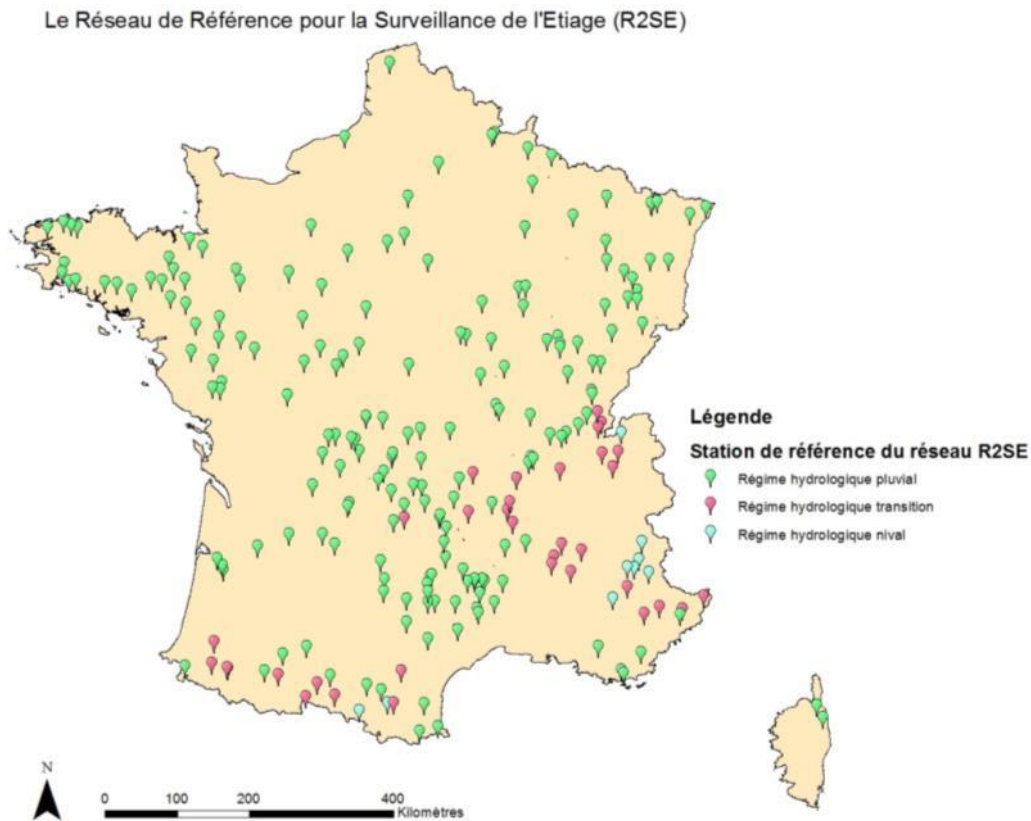 Le Réseau de Référence pour la Surveillance de l'Etiage (R2SE)
Légende
Station de référence du réseau R2SE
Régime hydrologique pluvial
Régime hydrologique transition
Régime hydrologique nival
N
0 100 200 400
Kilomètres